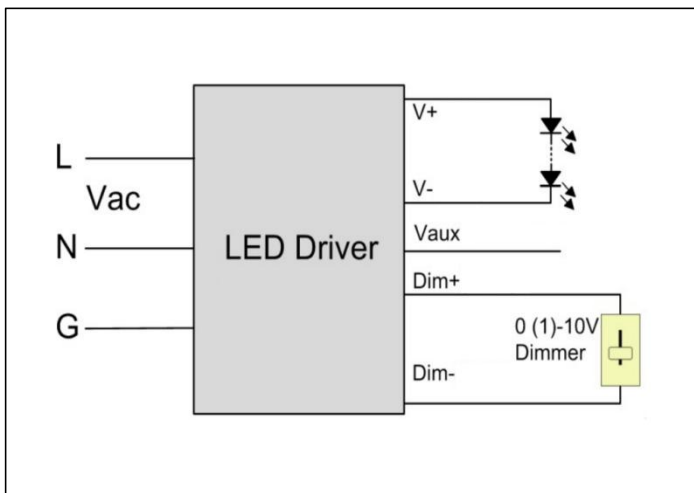 L
Vac
N
G
LED Driver
V+
V-
Vaux
Dim+
0 (1)-10V
Dimmer
Dim-